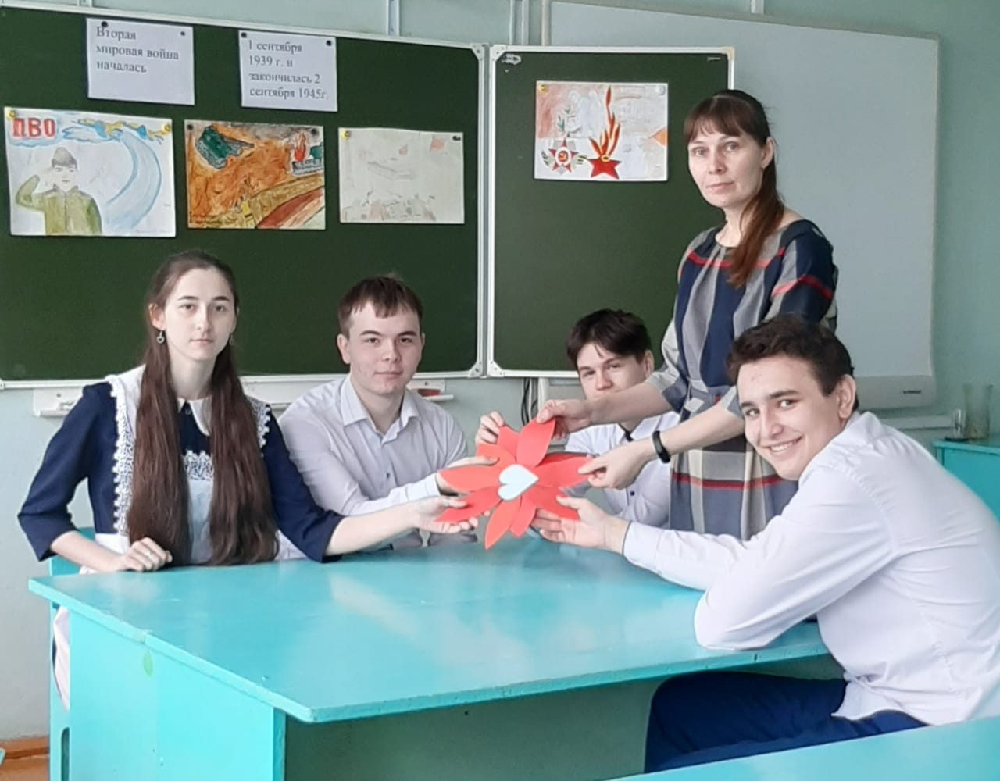 Вторая
мировая война
началась
1 сентября
1939 г. и
закончилась 2
сентября 1945г.
ПВО